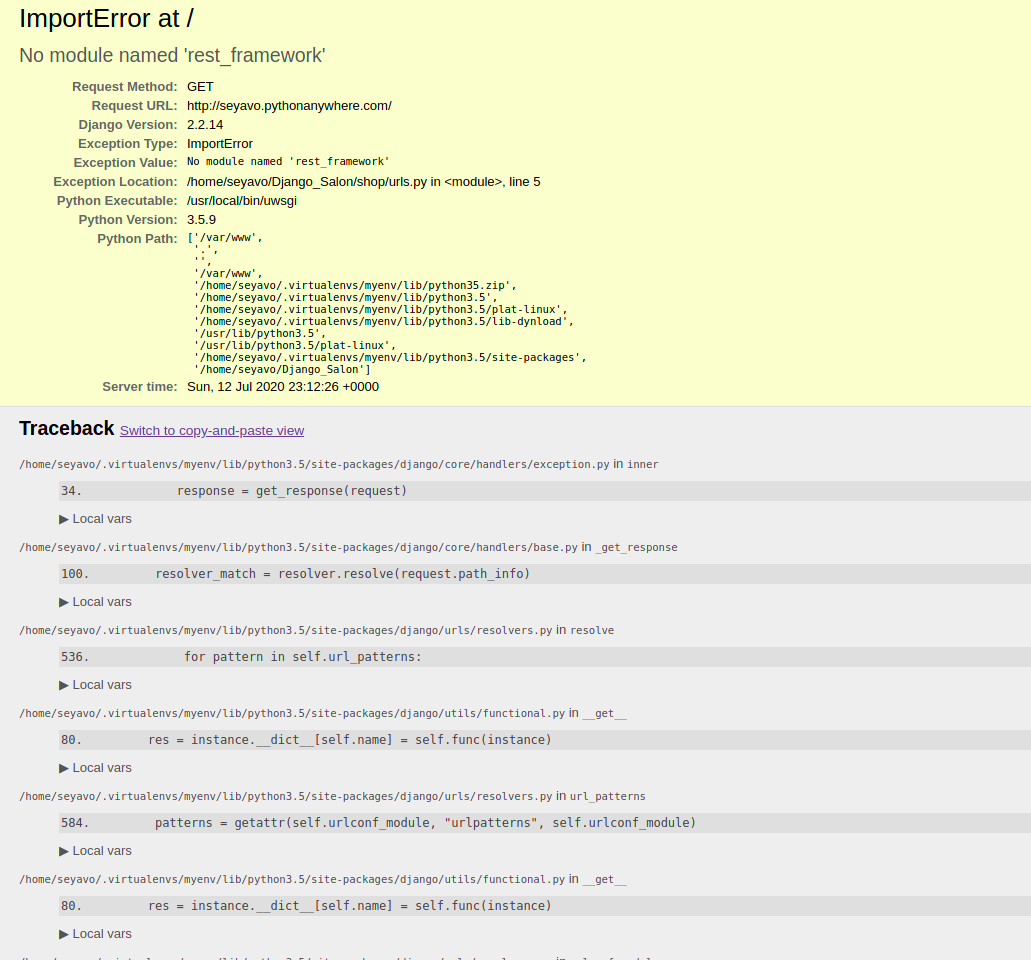 ImportError at /
No module named 'rest_framework'
Request Method: GET
Request URL: http://seyavo.pythonanywhere.com/
Django Version: 2.2.14
Exception Type: ImportError
Exception Value: No module named 'rest_framework'
Exception Location: /home/seyavo/Django_Salon/shop/urls.py in <module>, line 5
Python Executable: /usr/local/bin/uwsgi
Python Version: 3.5.9
Python Path: ['/var/www',
'.',
'',
'/var/www',
'/home/seyavo/.virtualenvs/myenv/lib/python35.zip',
'/home/seyavo/.virtualenvs/myenv/lib/python3.5',
'/home/seyavo/.virtualenvs/myenv/lib/python3.5/plat-linux',
'/home/seyavo/.virtualenvs/myenv/lib/python3.5/lib-dynload',
'/usr/lib/python3.5',
'/usr/lib/python3.5/plat-linux',
'/home/seyavo/.virtualenvs/myenv/lib/python3.5/site-packages',
'/home/seyavo/Django_Salon']
Server time: Sun, 12 Jul 2020 23:12:26 +0000
Traceback Switch to copy-and-paste view
/home/seyavo/.virtualenvs/myenv/lib/python3.5/site-packages/django/core/handlers/exception.py in inner
34. response = get_response(request)
▶ Local vars
/home/seyavo/.virtualenvs/myenv/lib/python3.5/site-packages/django/core/handlers/base.py in _get_response
100. resolver_match = resolver.resolve(request.path_info)
▶ Local vars
/home/seyavo/.virtualenvs/myenv/lib/python3.5/site-packages/django/urls/resolvers.py in resolve
536. for pattern in self.url_patterns:
▶ Local vars
/home/seyavo/.virtualenvs/myenv/lib/python3.5/site-packages/django/utils/functional.py in __get__
80. res = instance.__dict__[self.name] = self.func(instance)
▶ Local vars
/home/seyavo/.virtualenvs/myenv/lib/python3.5/site-packages/django/urls/resolvers.py in url_patterns
584. patterns = getattr(self.urlconf_module, "urlpatterns", self.urlconf_module)
▶ Local vars
/home/seyavo/.virtualenvs/myenv/lib/python3.5/site-packages/django/utils/functional.py in __get__
80. res = instance.__dict__[self.name] = self.func(instance)
▶ Local vars